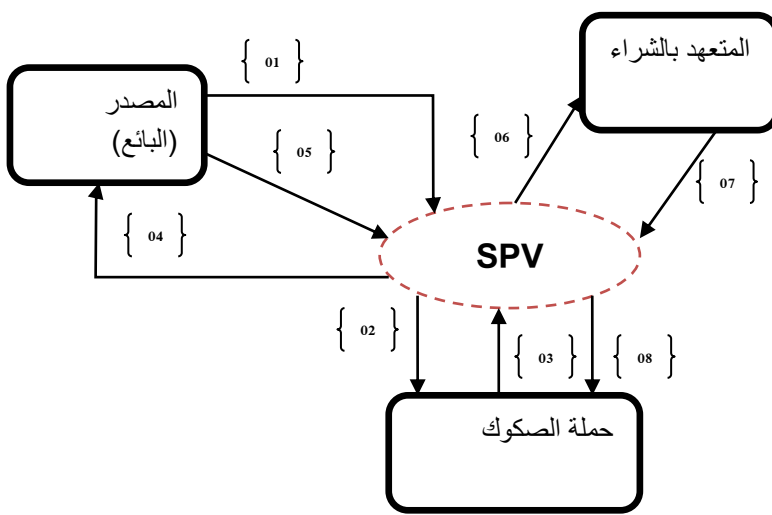 { 01 }
المتعهد بالشراء
المصدر
(البائع)
{ 06 }
{ 05 }
{ 07 }
{ 04 }
SPV
{ 02 }
{ 03 }
{ 08 }
حملة الصكوك